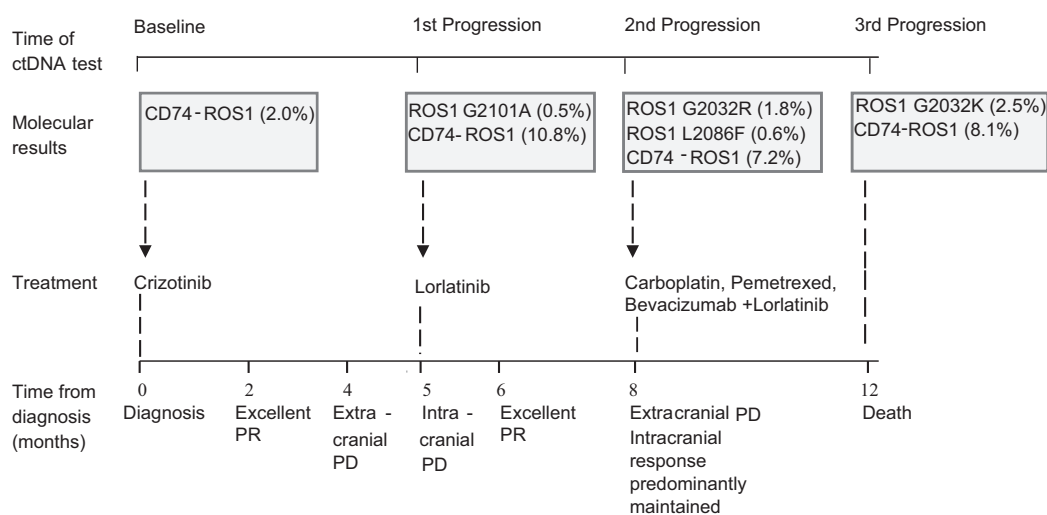 Time of
ctDNA test
Baseline
1st Progression
2nd Progression
3rd Progression
Molecular
results
CD74-ROS1 (2.0%)
ROS1 G2101A (0.5%)
CD74-ROS1 (10.8%)
ROS1 G2032R (1.8%)
ROS1 L2086F (0.6%)
CD74-ROS1 (7.2%)
ROS1 G2032K (2.5%)
CD74-ROS1 (8.1%)
Treatment
Crizotinib
Lorlatinib
Carboplatin, Pemetrexed,
Bevacizumab +Lorlatinib
Time from
diagnosis
(months)
0
Diagnosis
2
Excellent
PR
4
Extra -
cranial
PD
5
Intra -
cranial
PD
6
Excellent
PR
8
Extracranial PD
Intracranial
response
predominantly
maintained
12
Death